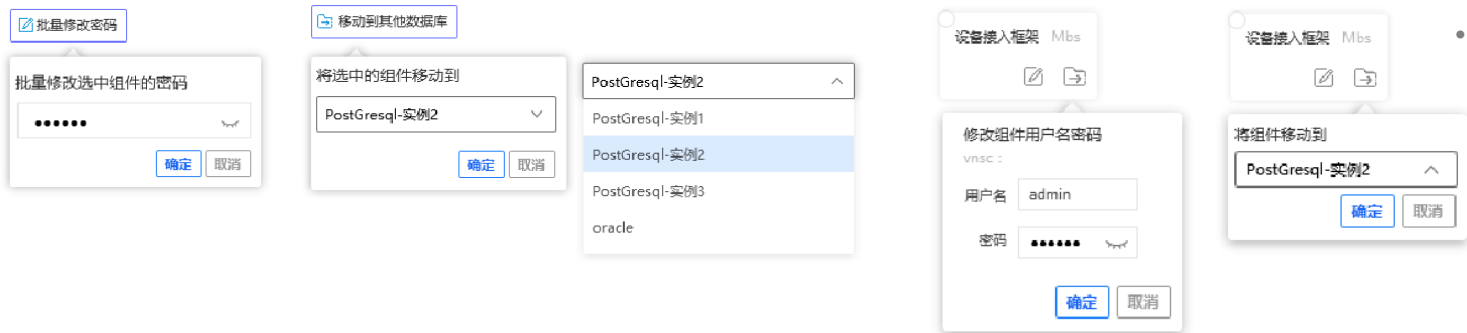 批量修改密码
批量修改选中组件的密码
••••••
确定 取消
移动到其他数据库
将选中的组件移动到
PostGresql-实例2
确定 取消
PostGresql-实例2
PostGresql-实例1
PostGresql-实例2
PostGresql-实例3
oracle
设备接入框架 Mbs
修改组件用户名密码
vnsc：
用户名 admin
密码 ••••••
确定 取消
设备接入框架 Mbs
将组件移动到
PostGresql-实例2
确定 取消